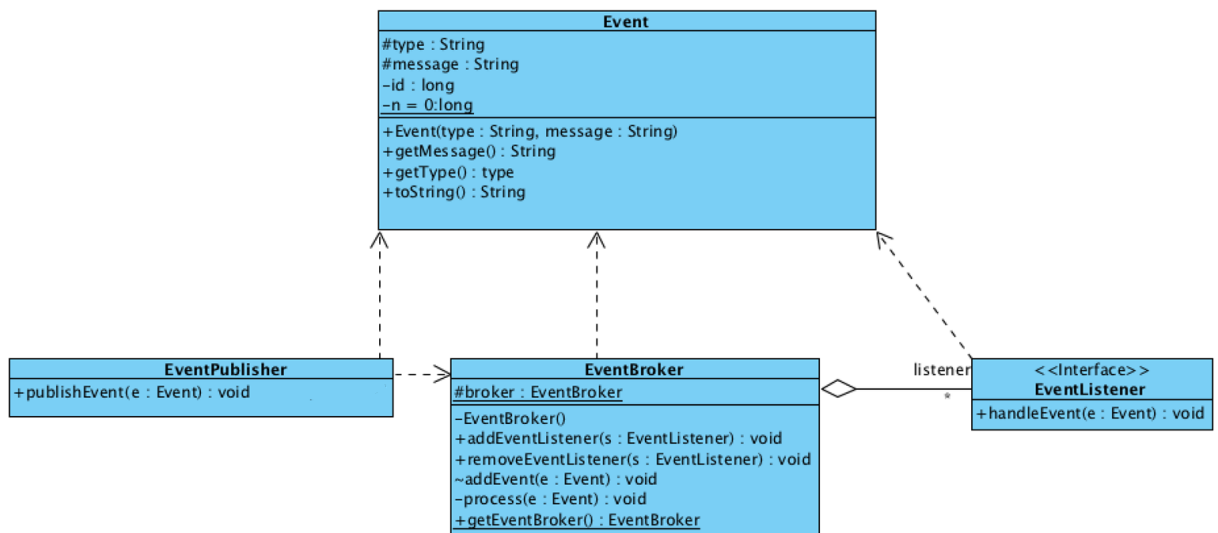 Event
#type : String
#message : String
-id : long
-n = 0:long
+Event(type : String, message : String)
+getMessage() : String
+getType() : type
+toString() : String
EventPublisher
+publishEvent(e : Event) : void
EventBroker
#broker : EventBroker
-EventBroker()
+addEventListener(s : EventListener) : void
+removeEventListener(s : EventListener) : void
~addEvent(e : Event) : void
-process(e : Event) : void
+getEventBroker() : EventBroker
listener
*
<<Interface>>
EventListener
+handleEvent(e : Event) : void